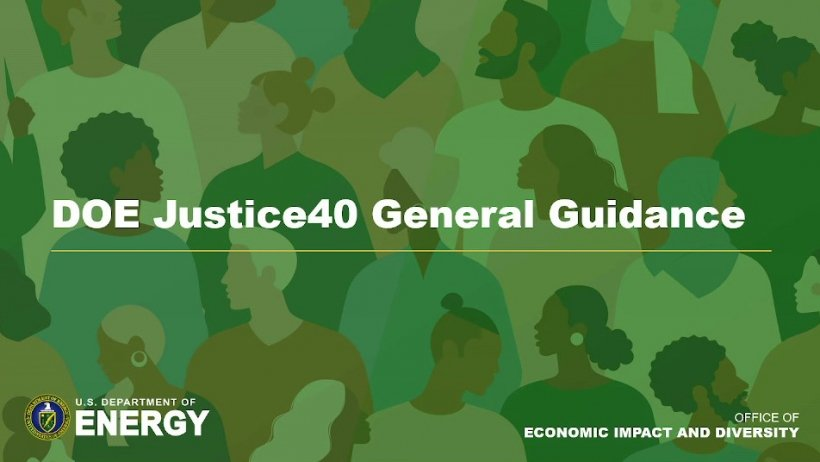 DOE Justice40 General Guidance
U.S. DEPARTMENT OF
ENERGY
OFFICE OF
ECONOMIC IMPACT AND DIVERSITY